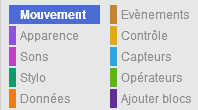 Mouvement
Apparence
Sons
Stylo
Données
Evènements
Contrôle
Capteurs
Opérateurs
Ajouter blocs